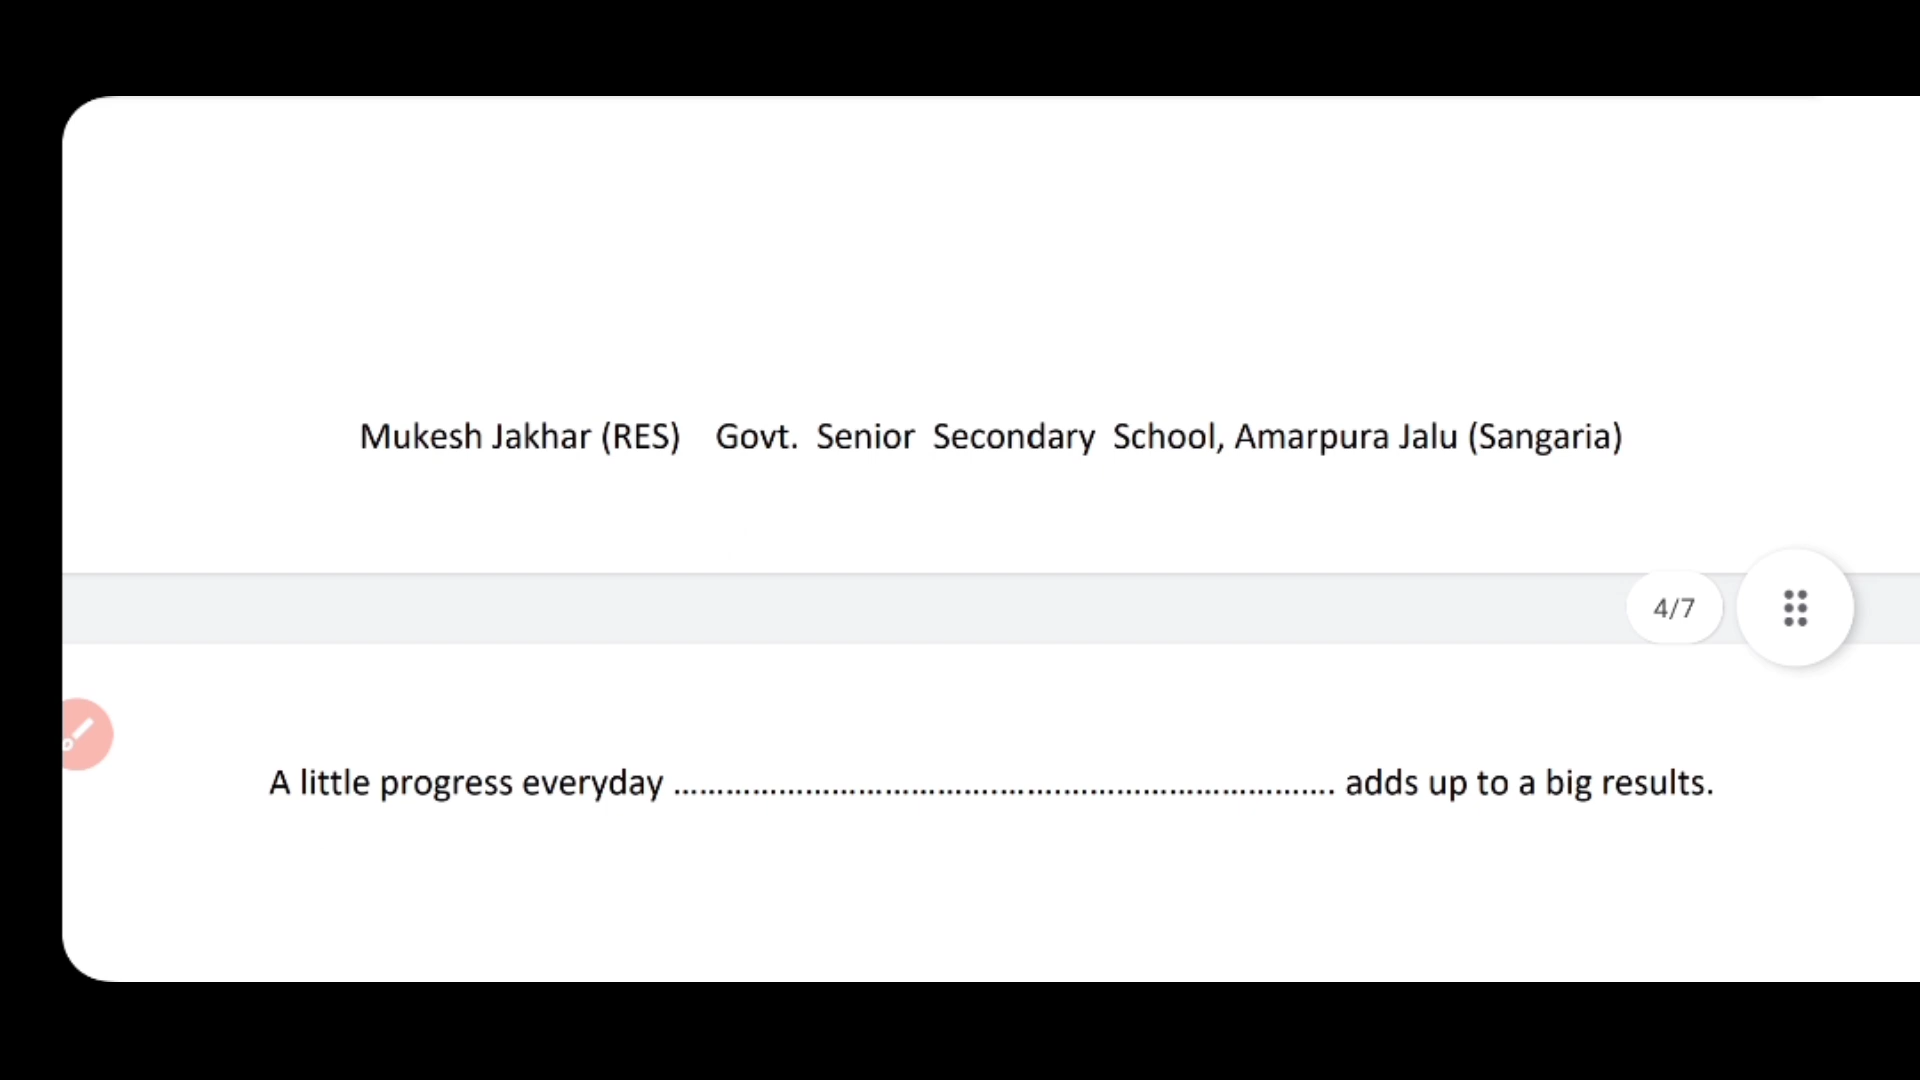 Mukesh Jakhar (RES) Govt. Senior Secondary School, Amarpura Jalu (Sangaria)
4/7
A little progress everyday ........................................................................... adds up to a big results.